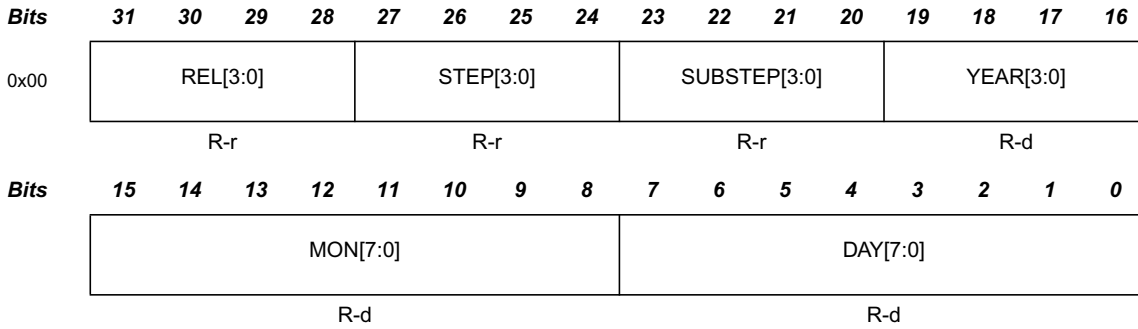 Bits 31 30 29 28 27 26 25 24 23 22 21 20 19 18 17 16
0x00 REL[3:0] STEP[3:0] SUBSTEP[3:0] YEAR[3:0]
R-r R-r R-r R-d
Bits 15 14 13 12 11 10 9 8 7 6 5 4 3 2 1 0
MON[7:0] DAY[7:0]
R-d R-d